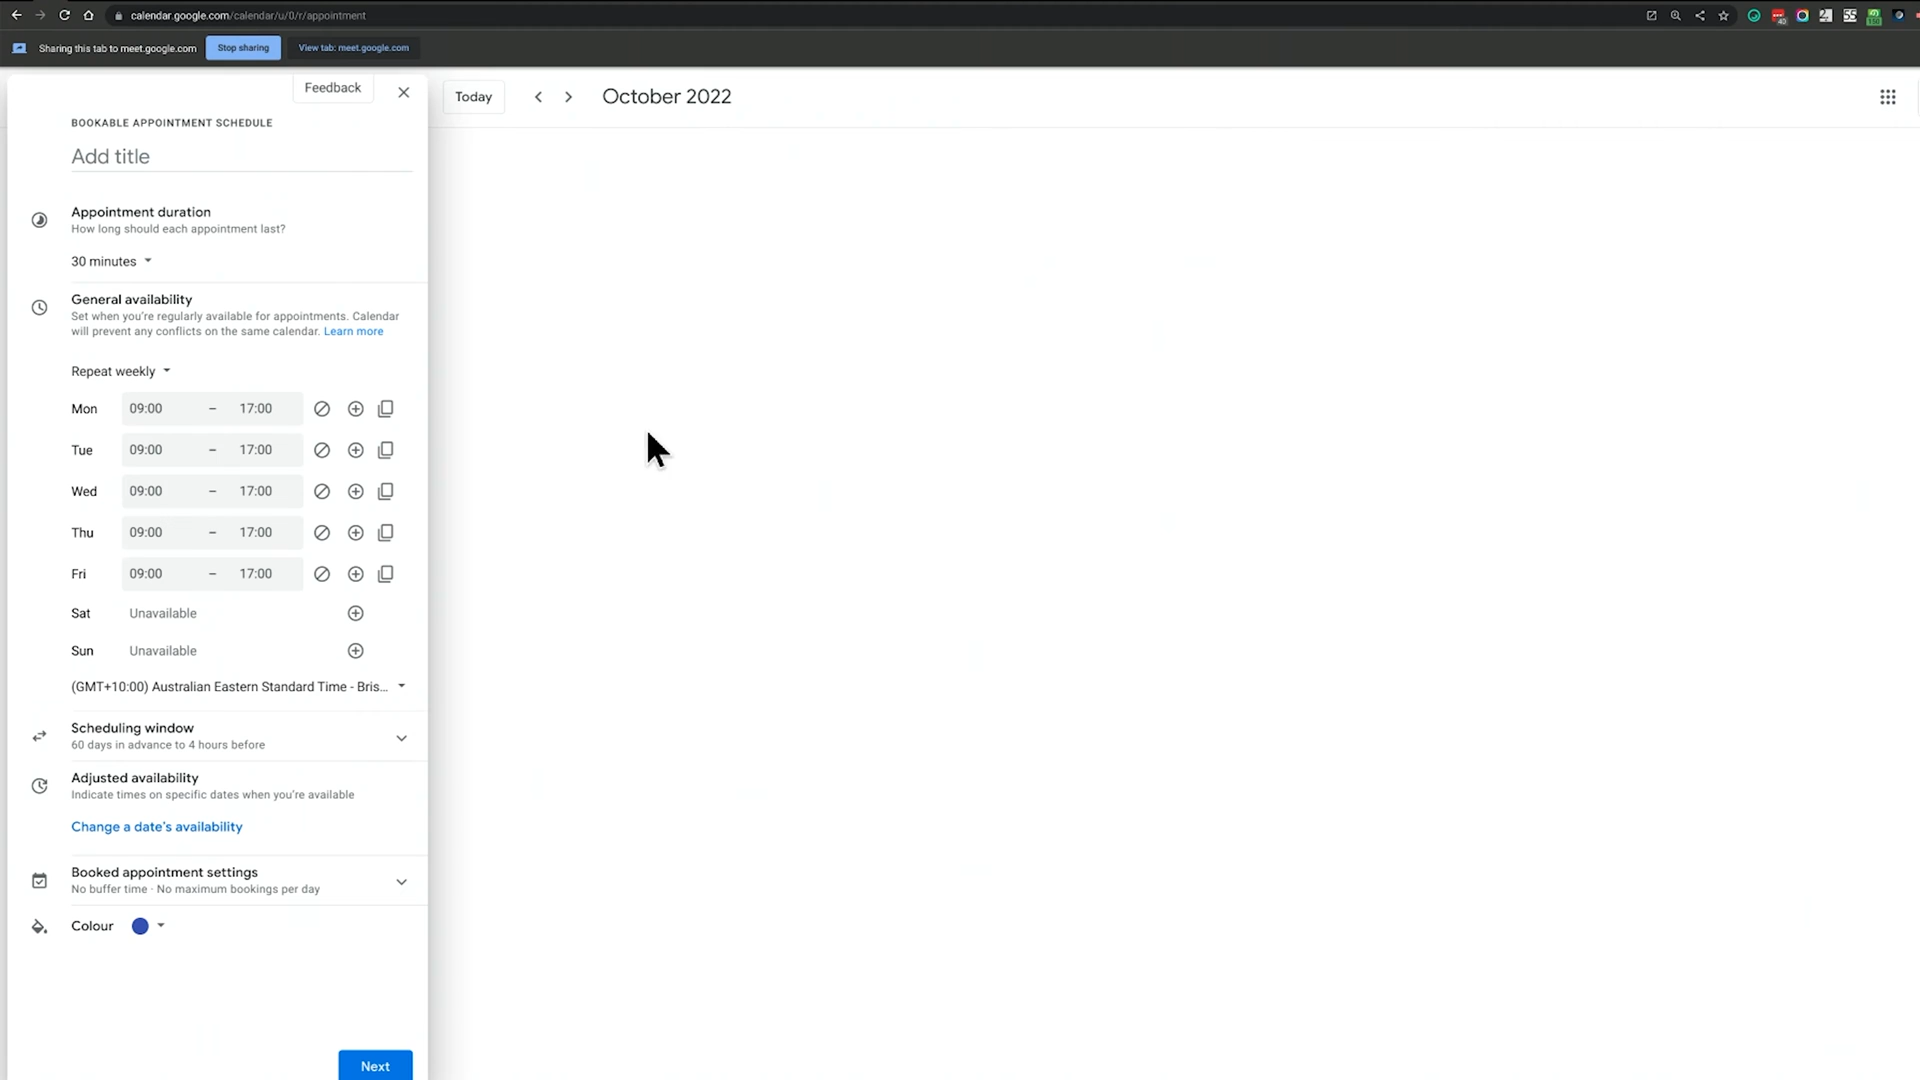 calendar.google.com/calendar/u/0/r/appointment
Sharing this tab to meet.google.com
Stop sharing
View tab: meet.google.com
Feedback
Today
October 2022
BOOKABLE APPOINTMENT SCHEDULE
Add title
Appointment duration
How long should each appointment last?
30 minutes
General availability
Set when you're regularly available for appointments. Calendar
will prevent any conflicts on the same calendar. Learn more
Repeat weekly
Mon 09:00 – 17:00
Tue 09:00 – 17:00
Wed 09:00 – 17:00
Thu 09:00 – 17:00
Fri 09:00 – 17:00
Sat Unavailable
Sun Unavailable
(GMT+10:00) Australian Eastern Standard Time - Bris...
Scheduling window
60 days in advance to 4 hours before
Adjusted availability
Indicate times on specific dates when you're available
Change a date's availability
Booked appointment settings
No buffer time · No maximum bookings per day
Colour
Next